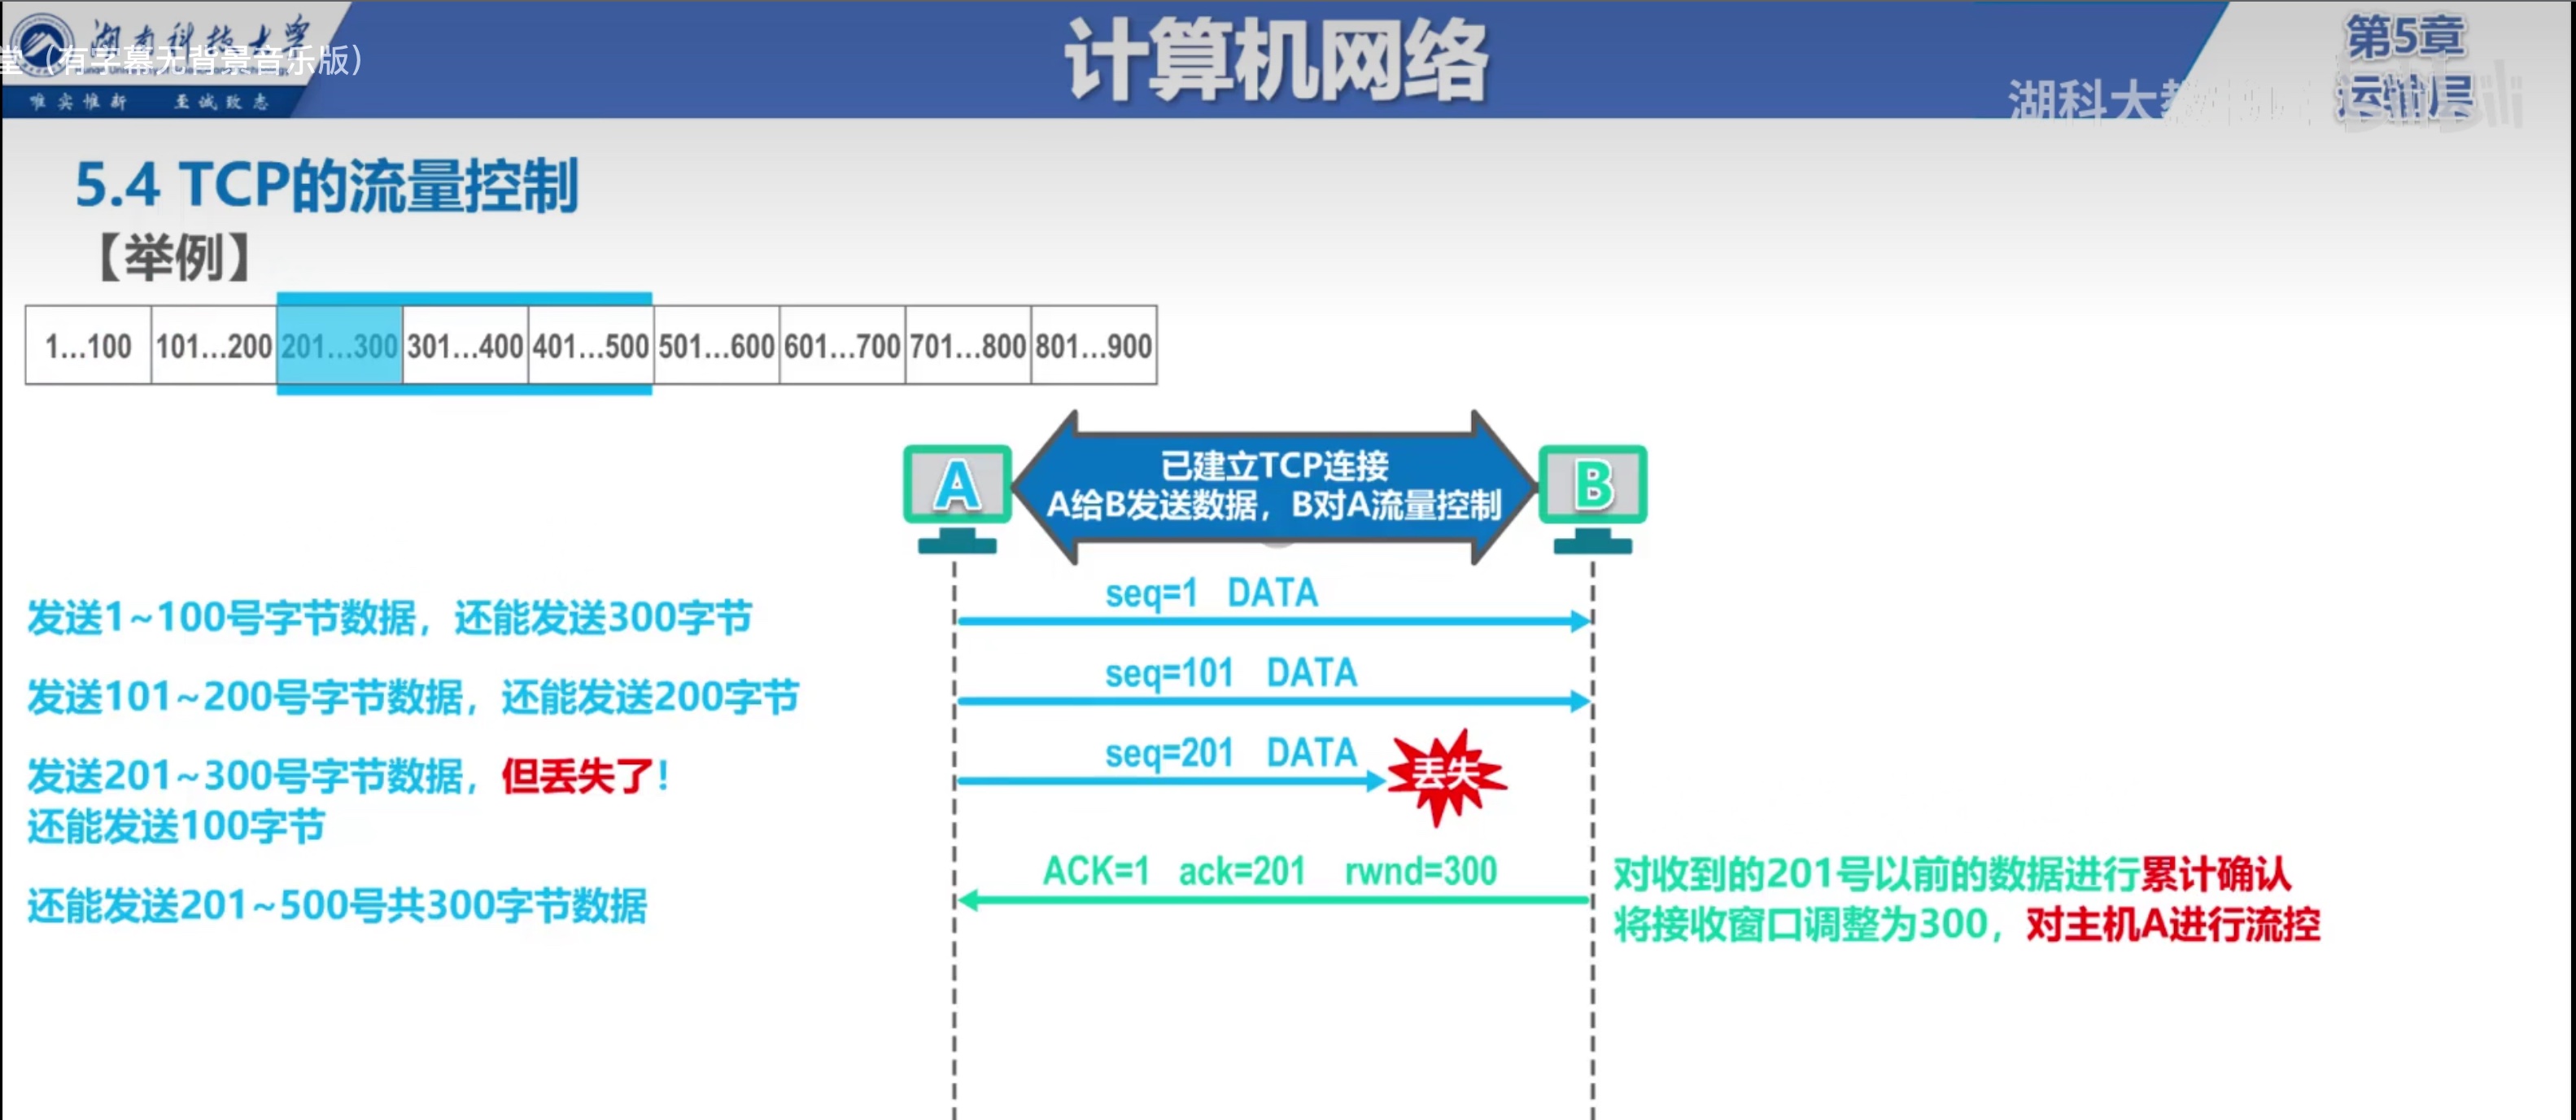 堂（有字幕无背景音乐版）
湖南科技大学
唯实惟新 至诚致志
计算机网络
第5章
运输层
湖科大教
bilibili
5.4 TCP的流量控制
【举例】
1...100 101...200 201...300 301...400 401...500 501...600 601...700 701...800 801...900
A
已建立TCP连接
A给B发送数据，B对A流量控制
B
发送1~100号字节数据，还能发送300字节
seq=1 DATA
发送101~200号字节数据，还能发送200字节
seq=101 DATA
发送201~300号字节数据，但丢失了！
还能发送100字节
seq=201 DATA
丢失
还能发送201~500号共300字节数据
ACK=1 ack=201 rwnd=300
对收到的201号以前的数据进行累计确认
将接收窗口调整为300，对主机A进行流控